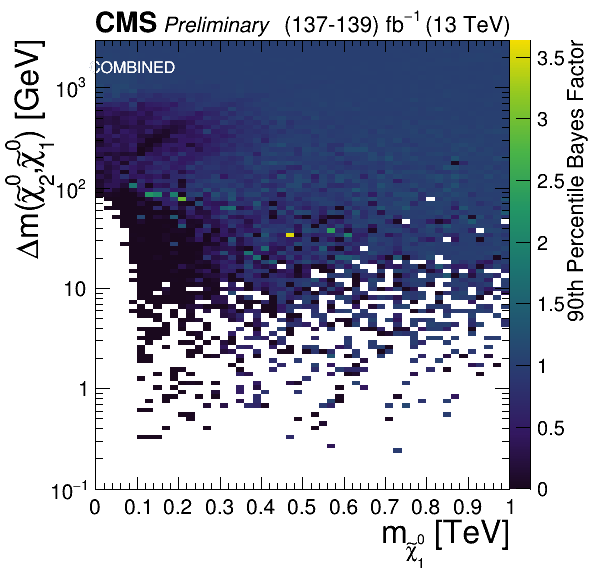 CMS Preliminary (137-139) fb⁻¹ (13 TeV)
COMBINED
Δm(χ̃⁰₂,χ̃⁰₁) [GeV]
10³
10²
10
1
10⁻¹
0 0.1 0.2 0.3 0.4 0.5 0.6 0.7 0.8 0.9 1
m_χ̃⁰₁ [TeV]
3.5
3
2.5
2
1.5
1
0.5
0
90th Percentile Bayes Factor